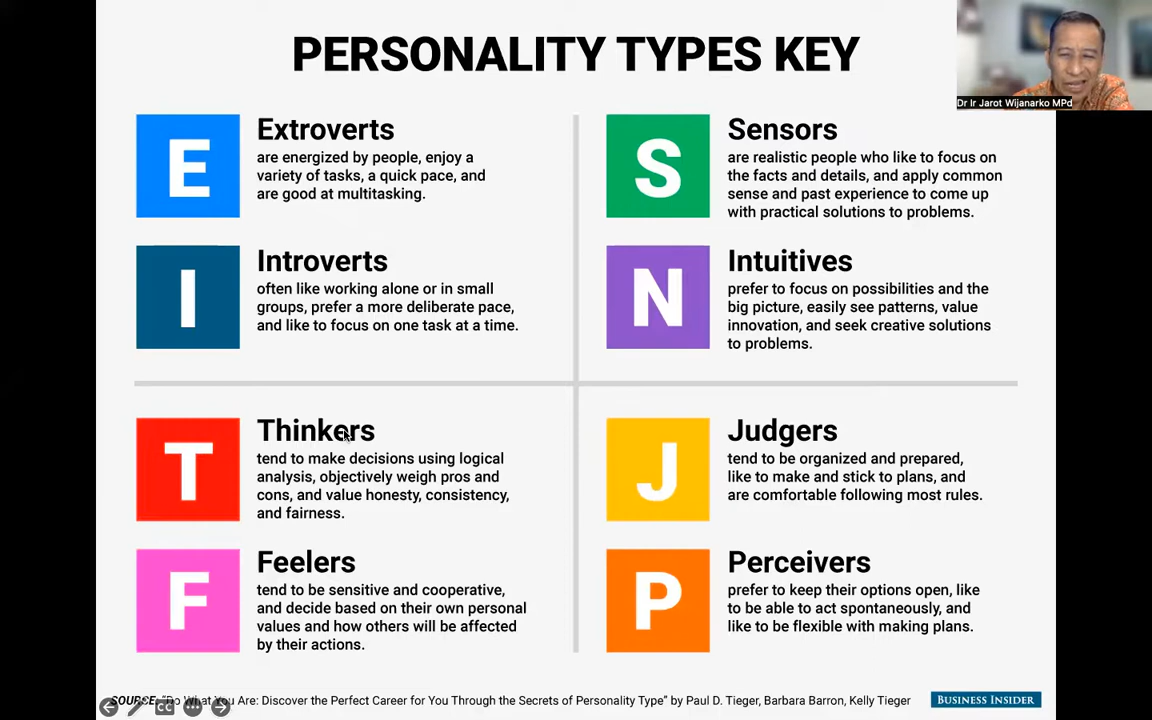 PERSONALITY TYPES KEY
Dr Ir Jarot Wijanarko MPd
E
Extroverts
are energized by people, enjoy a
variety of tasks, a quick pace, and
are good at multitasking.
S
Sensors
are realistic people who like to focus on
the facts and details, and apply common
sense and past experience to come up
with practical solutions to problems.
I
Introverts
often like working alone or in small
groups, prefer a more deliberate pace,
and like to focus on one task at a time.
N
Intuitives
prefer to focus on possibilities and the
big picture, easily see patterns, value
innovation, and seek creative solutions
to problems.
T
Thinkers
tend to make decisions using logical
analysis, objectively weigh pros and
cons, and value honesty, consistency,
and fairness.
J
Judgers
tend to be organized and prepared,
like to make and stick to plans, and
are comfortable following most rules.
F
Feelers
tend to be sensitive and cooperative,
and decide based on their own personal
values and how others will be affected
by their actions.
P
Perceivers
prefer to keep their options open, like
to be able to act spontaneously, and
like to be flexible with making plans.
SOURCE: "Do What You Are: Discover the Perfect Career for You Through the Secrets of Personality Type" by Paul D. Tieger, Barbara Barron, Kelly Tieger
BUSINESS INSIDER
CC